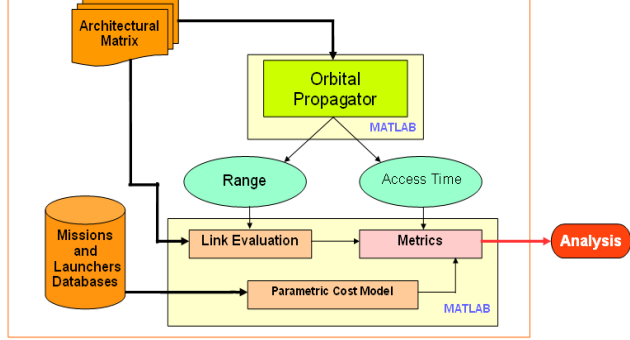 Architectural
Matrix
Orbital
Propagator
MATLAB
Range
Access Time
Missions
and
Launchers
Databases
Link Evaluation
Metrics
Analysis
Parametric Cost Model
MATLAB